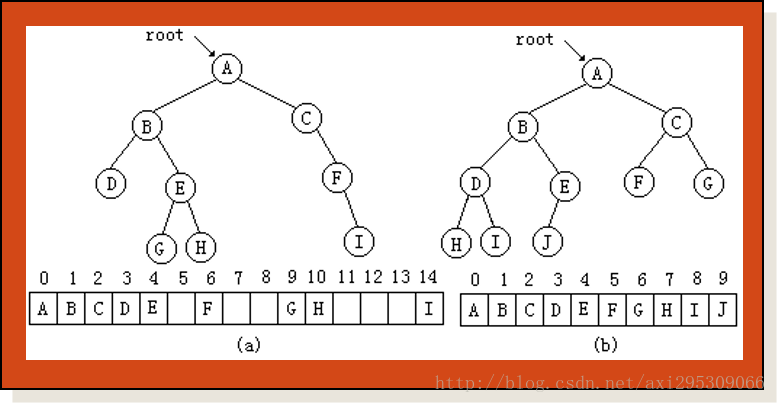 root
A
B
C
D
E
F
G
H
I
0 1 2 3 4 5 6 7 8 9 10 11 12 13 14
A B C D E F G H I
(a)
root
A
B
C
D
E
F
G
H
I
J
0 1 2 3 4 5 6 7 8 9
A B C D E F G H I J
(b)
http://blog.csdn.net/axi295309066